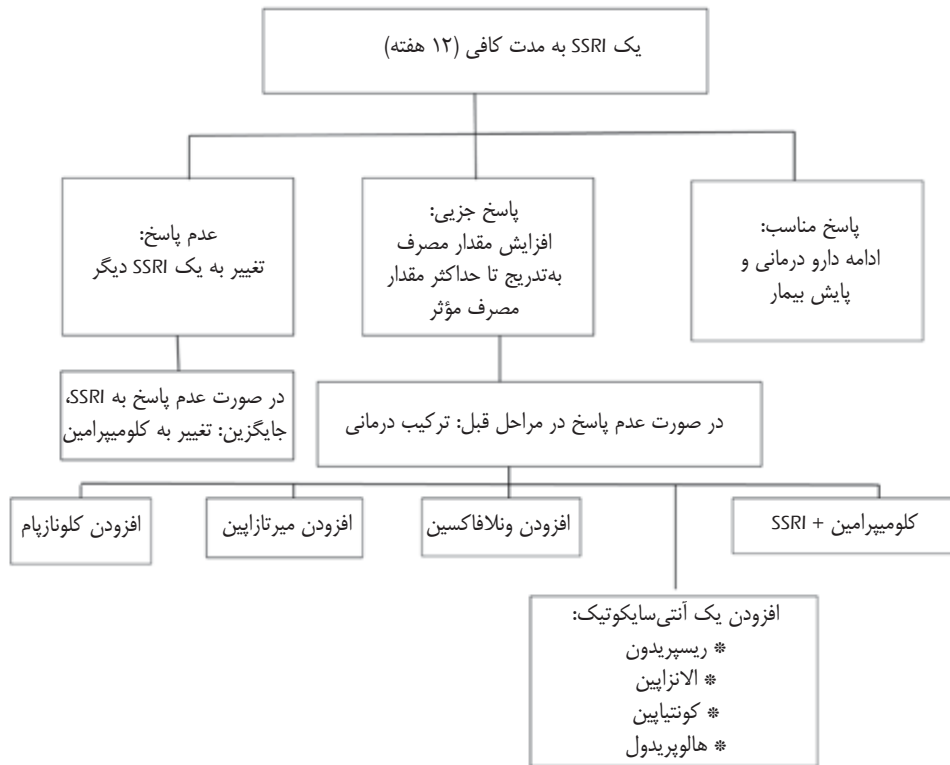 یک SSRI به مدت کافی (۱۲ هفته)
پاسخ مناسب:
ادامه دارو درمانی و
پایش بیمار
پاسخ جزیی:
افزایش مقدار مصرف
به‌تدریج تا حداکثر مقدار
مصرف مؤثر
عدم پاسخ:
تغییر به یک SSRI دیگر
در صورت عدم پاسخ به SSRI،
جایگزین: تغییر به کلومیپرامین
در صورت عدم پاسخ در مراحل قبل: ترکیب درمانی
کلومیپرامین + SSRI
افزودن ونلافاکسین
افزودن میرتازاپین
افزودن کلونازپام
افزودن یک آنتی‌سایکوتیک:
* ریسپریدون
* الانزاپین
* کونتیاپین
* هالوپریدول